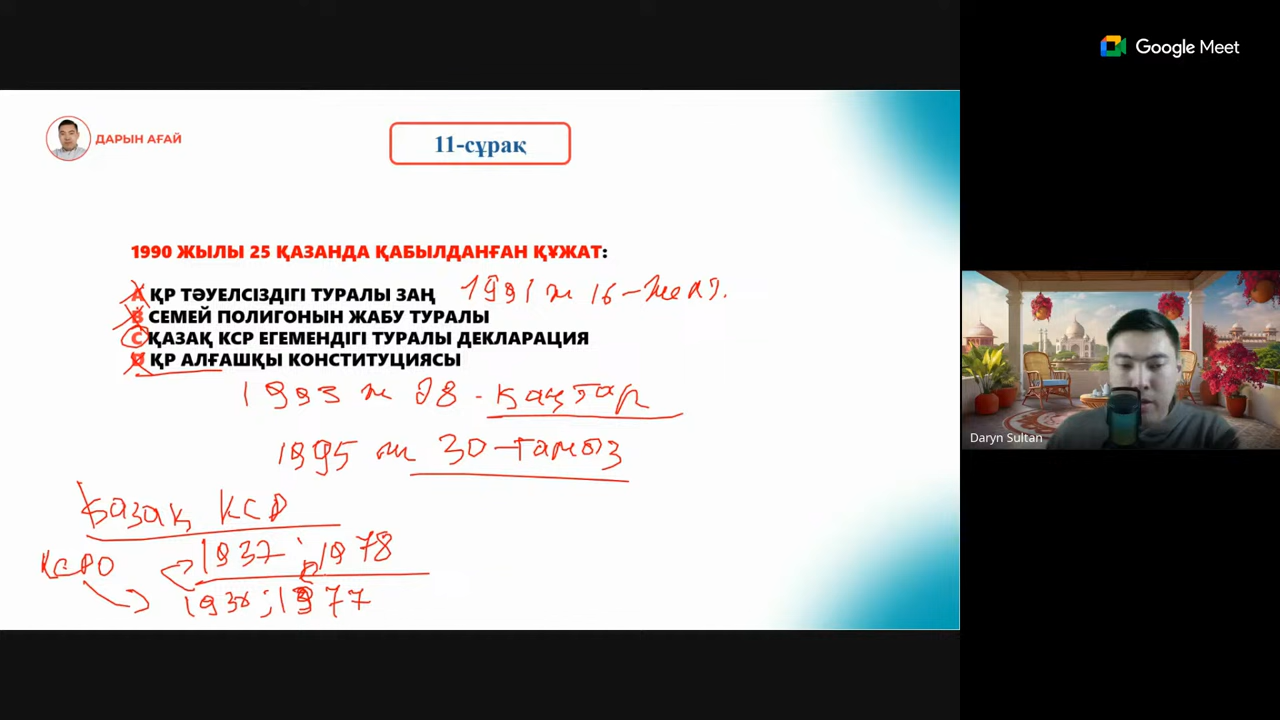 Google Meet
ДАРЫН АҒАЙ
11-сұрақ
1990 ЖЫЛЫ 25 ҚАЗАНДА ҚАБЫЛДАНҒАН ҚҰЖАТ:
A ҚР ТӘУЕЛСІЗДІГІ ТУРАЛЫ ЗАҢ 1991 ж 16-желт.
B СЕМЕЙ ПОЛИГОНЫН ЖАБУ ТУРАЛЫ
C ҚАЗАҚ КСР ЕГЕМЕНДІГІ ТУРАЛЫ ДЕКЛАРАЦИЯ
D ҚР АЛҒАШҚЫ КОНСТИТУЦИЯСЫ
1993 ж 28-қаңтар
1995 ж 30-тамыз
Қазақ КСР
1937; 1978
КСРО
1936; 1977
Daryn Sultan